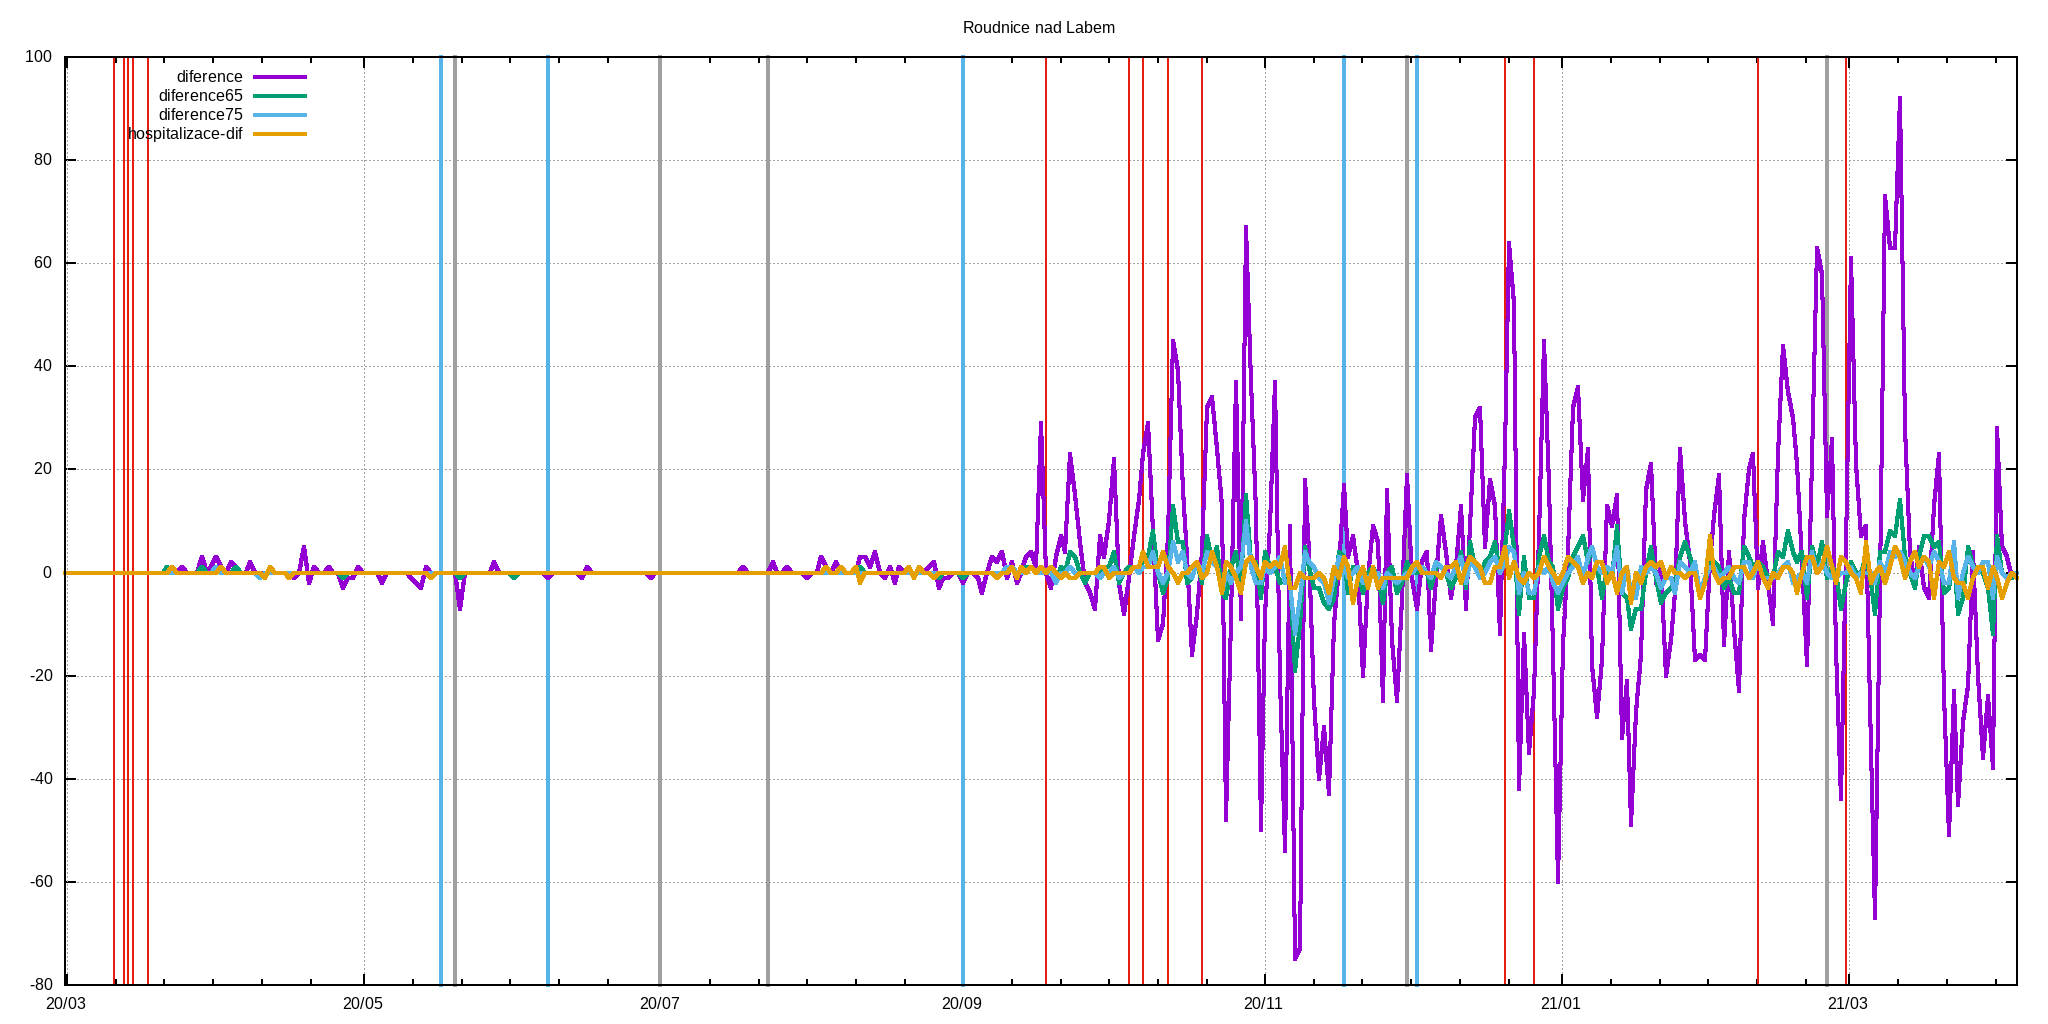 Roudnice nad Labem
100
diference
diference65
diference75
hospitalizace-dif
80
60
40
20
0
-20
-40
-60
-80
20/03 20/05 20/07 20/09 20/11 21/01 21/03